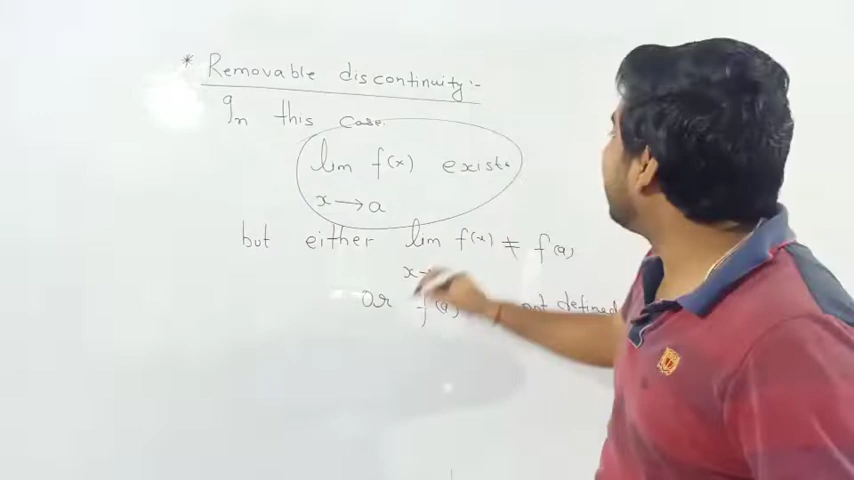 * Removable discontinuity:-
In this case.
lim f(x) exists
x→a
but either lim f(x) ≠ f(a)
x→
or f(a) not defined